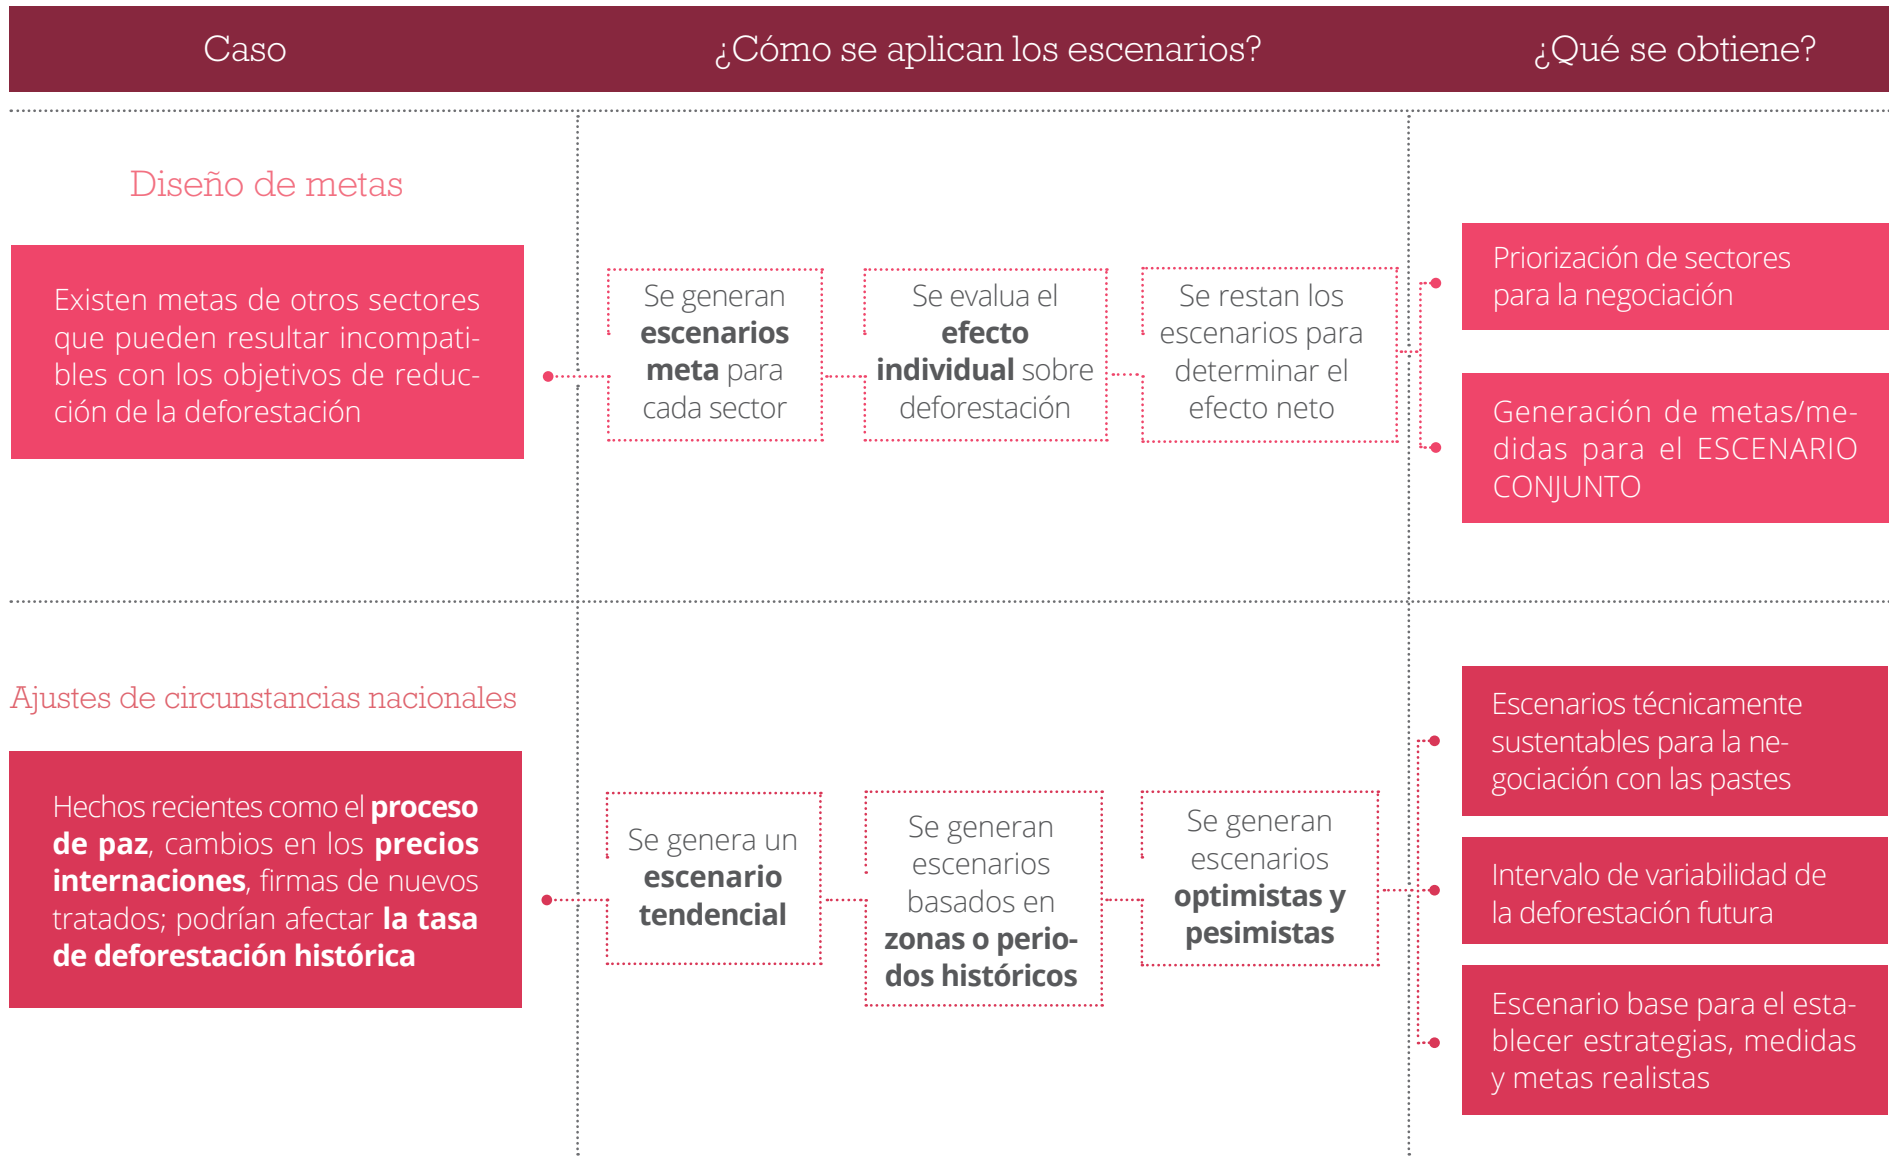 Caso
¿Cómo se aplican los escenarios?
¿Qué se obtiene?
Diseño de metas
Existen metas de otros sectores
que pueden resultar incompati-
bles con los objetivos de reduc-
ción de la deforestación
Se generan
escenarios
meta para
cada sector
Se evalua el
efecto
individual sobre
deforestación
Se restan los
escenarios para
determinar el
efecto neto
Priorización de sectores
para la negociación
Generación de metas/me-
didas para el ESCENARIO
CONJUNTO
Ajustes de circunstancias nacionales
Hechos recientes como el proceso
de paz, cambios en los precios
internaciones, firmas de nuevos
tratados; podrían afectar la tasa
de deforestación histórica
Se genera un
escenario
tendencial
Se generan
escenarios
basados en
zonas o perio-
dos históricos
Se generan
escenarios
optimistas y
pesimistas
Escenarios técnicamente
sustentables para la ne-
gociación con las pastes
Intervalo de variabilidad de
la deforestación futura
Escenario base para el esta-
blecer estrategias, medidas
y metas realistas